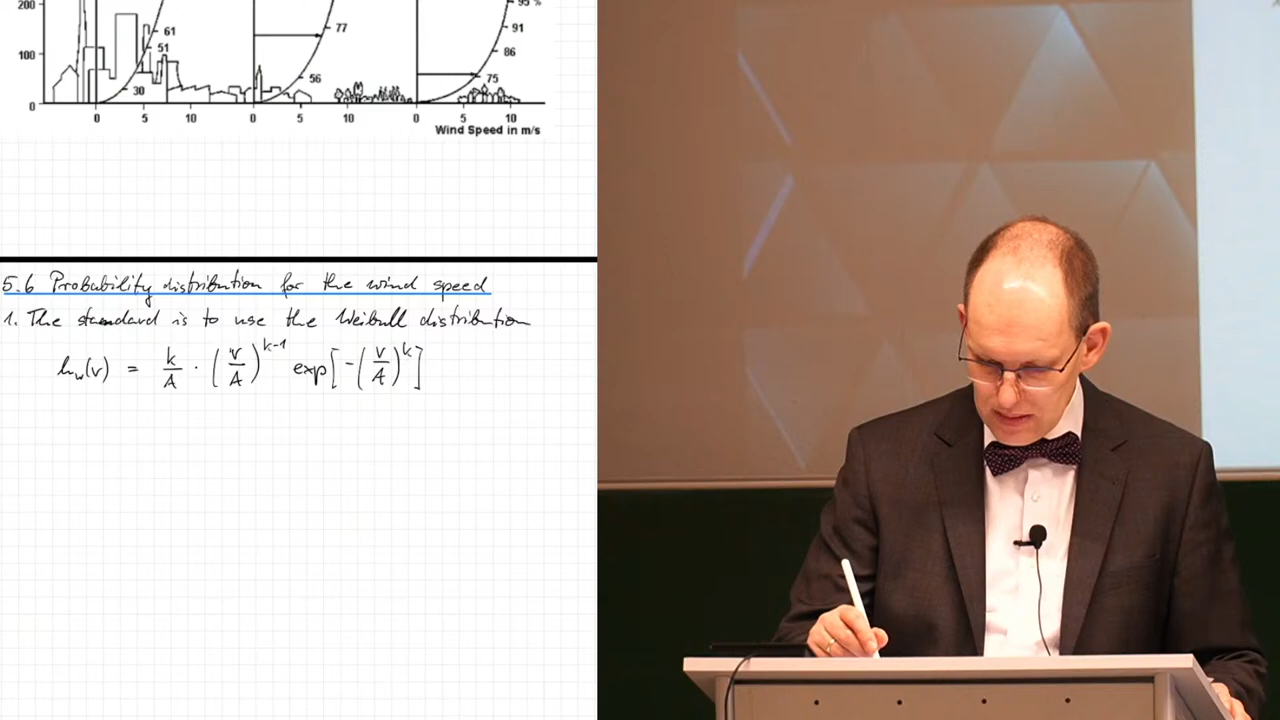 200 95 %
61 77 91
51 86
100
56 75
30
0
0 5 10 0 5 10 0 5 10
Wind Speed in m/s
5.6 Probability distribution for the wind speed
1. The standard is to use the Weibull distribution
h_w(v) = k/A · (v/A)^(k-1) exp[-(v/A)^k]